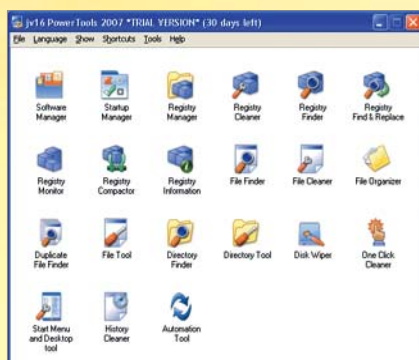 jv16 PowerTools 2007 *TRIAL VERSION* (30 days left)
File Language Show Shortcuts Tools Help
Software Manager
Startup Manager
Registry Manager
Registry Cleaner
Registry Finder
Registry Find & Replace
Registry Monitor
Registry Compactor
Registry Information
File Finder
File Cleaner
File Organizer
Duplicate File Finder
File Tool
Directory Finder
Directory Tool
Disk Wiper
One Click Cleaner
Start Menu and Desktop tool
History Cleaner
Automation Tool